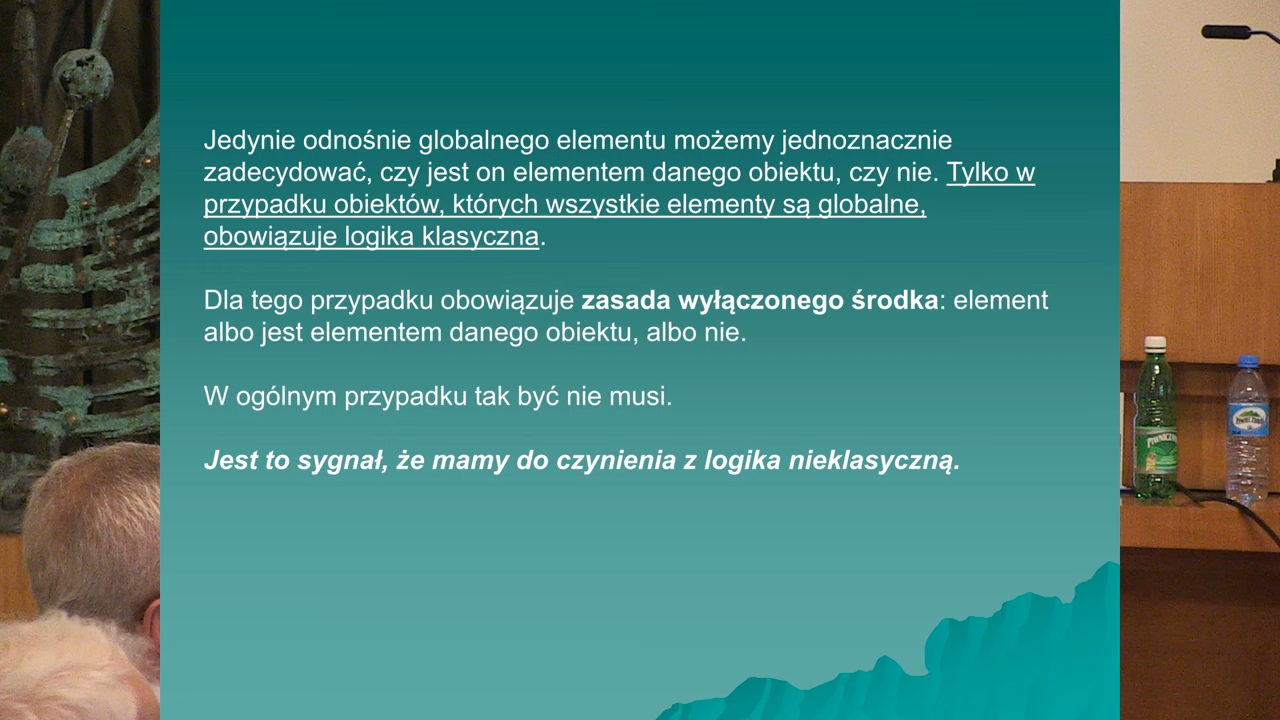 Jedynie odnośnie globalnego elementu możemy jednoznacznie
zadecydować, czy jest on elementem danego obiektu, czy nie. Tylko w
przypadku obiektów, których wszystkie elementy są globalne,
obowiązuje logika klasyczna.
Dla tego przypadku obowiązuje zasada wyłączonego środka: element
albo jest elementem danego obiektu, albo nie.
W ogólnym przypadku tak być nie musi.
Jest to sygnał, że mamy do czynienia z logika nieklasyczną.